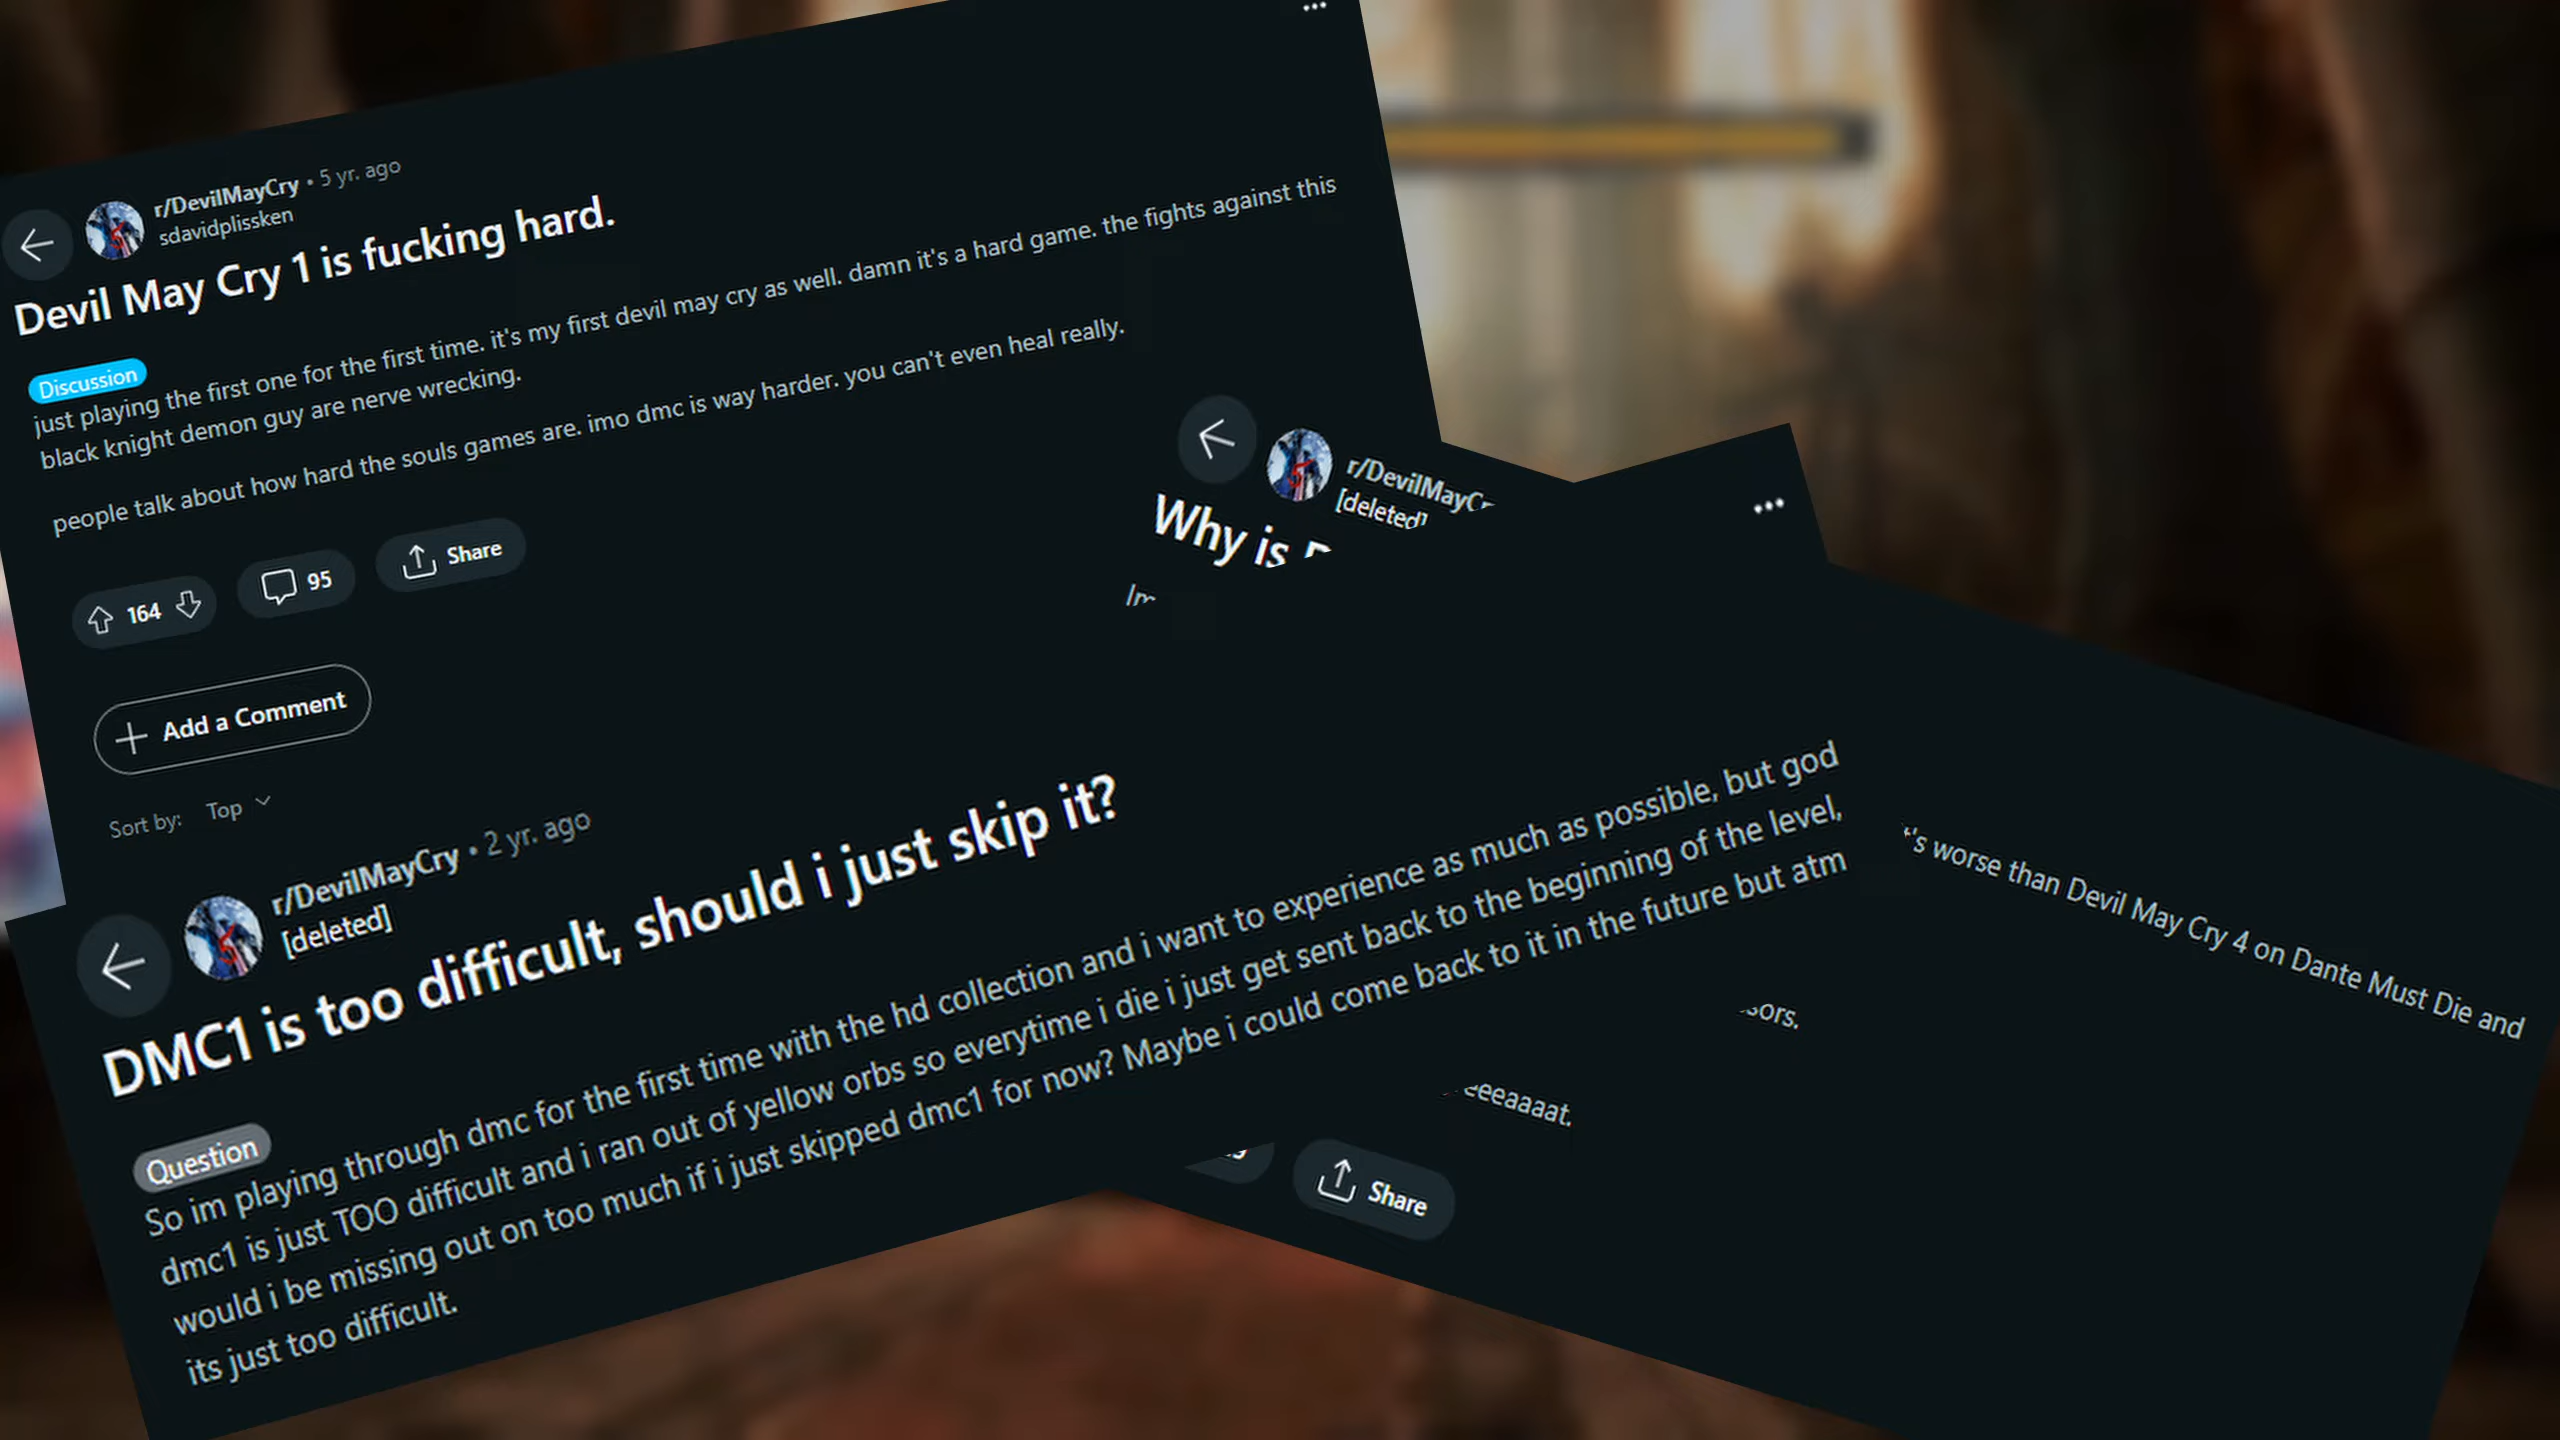 r/DevilMayCry • 5 yr. ago
sdavidplissken
Devil May Cry 1 is fucking hard.
Discussion
just playing the first one for the first time. it's my first devil may cry as well. damn it's a hard game. the fights against this
black knight demon guy are nerve wrecking.
people talk about how hard the souls games are. imo dmc is way harder. you can't even heal really.
164
95
Share
Add a Comment
Sort by: Top
[deleted]
Why is
's worse than Devil May Cry 4 on Dante Must Die and
Share
r/DevilMayCry • 2 yr. ago
[deleted]
DMC1 is too difficult, should i just skip it?
Question
So im playing through dmc for the first time with the hd collection and i want to experience as much as possible, but god
dmc1 is just TOO difficult and i ran out of yellow orbs so everytime i die i just get sent back to the beginning of the level,
would i be missing out on too much if i just skipped dmc1 for now? Maybe i could come back to it in the future but atm
its just too difficult.